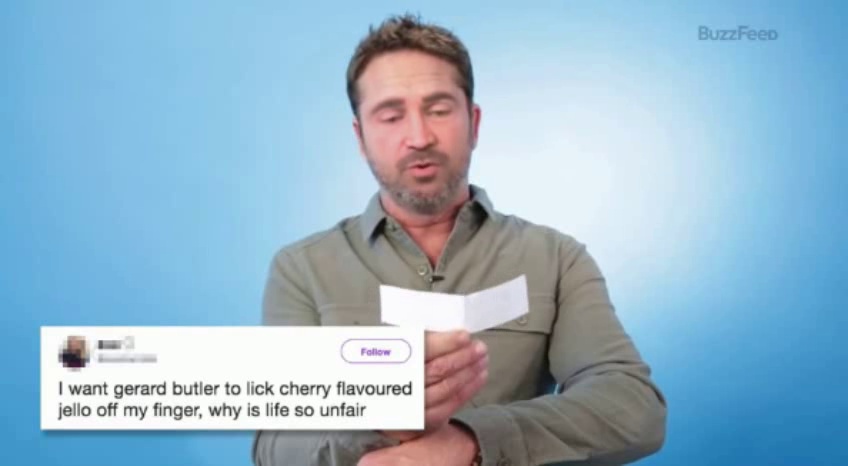 BuzzFeed
Follow
I want gerard butler to lick cherry flavoured
jello off my finger, why is life so unfair